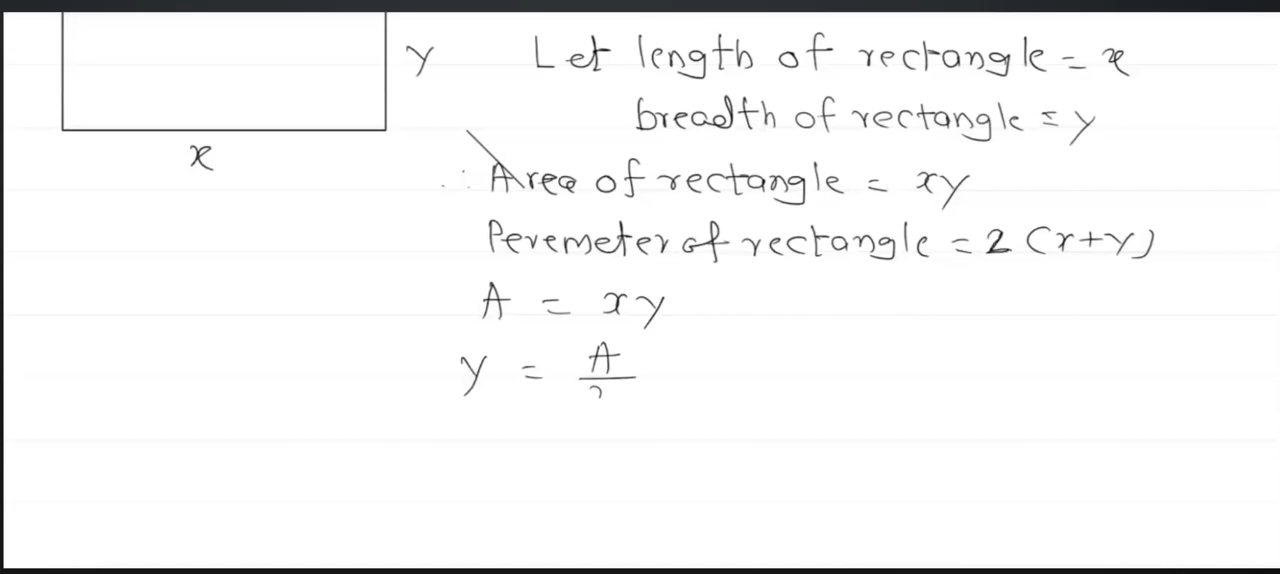 y Let length of rectangle = x
breadth of rectangle = y
x
∴ Area of rectangle = xy
Peremeter of rectangle = 2 (x+y)
A = xy
y = A